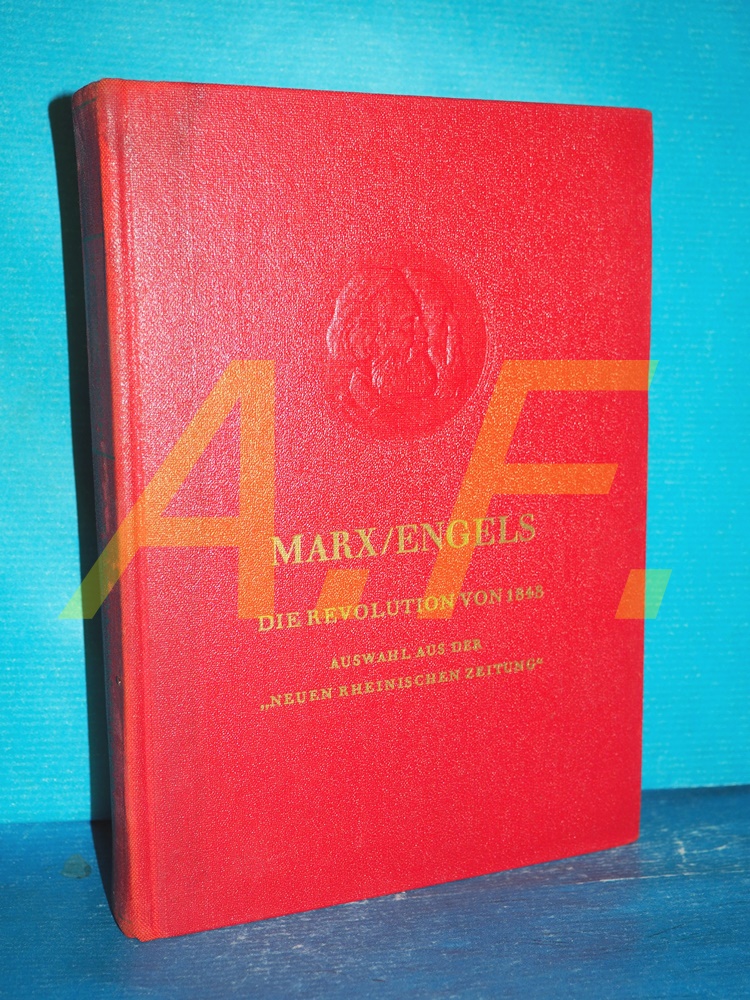 MARX/ENGELS
DIE REVOLUTION VON 1848
AUSWAHL AUS DER
„NEUEN RHEINISCHEN ZEITUNG“
A.F.